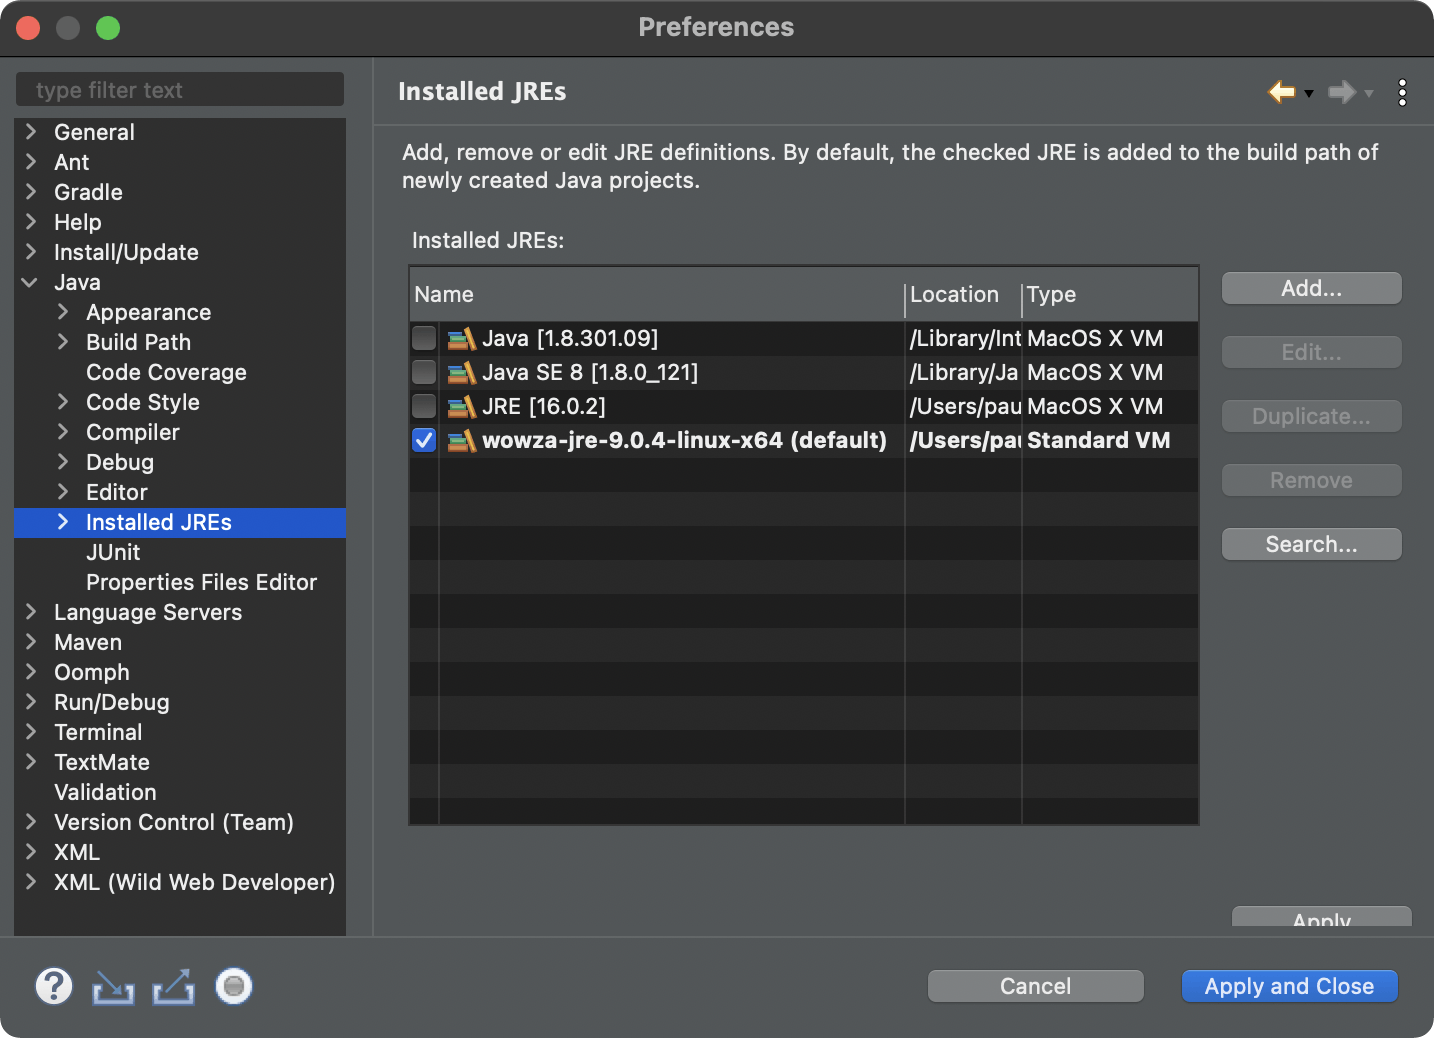 Preferences
type filter text
General
Ant
Gradle
Help
Install/Update
Java
Appearance
Build Path
Code Coverage
Code Style
Compiler
Debug
Editor
Installed JREs
JUnit
Properties Files Editor
Language Servers
Maven
Oomph
Run/Debug
Terminal
TextMate
Validation
Version Control (Team)
XML
XML (Wild Web Developer)
Installed JREs
Add, remove or edit JRE definitions. By default, the checked JRE is added to the build path of
newly created Java projects.
Installed JREs:
Name Location Type
Java [1.8.301.09] /Library/Int MacOS X VM
Java SE 8 [1.8.0_121] /Library/Ja MacOS X VM
JRE [16.0.2] /Users/pau MacOS X VM
wowza-jre-9.0.4-linux-x64 (default) /Users/pau Standard VM
Add...
Edit...
Duplicate...
Remove
Search...
Apply
?
Cancel
Apply and Close